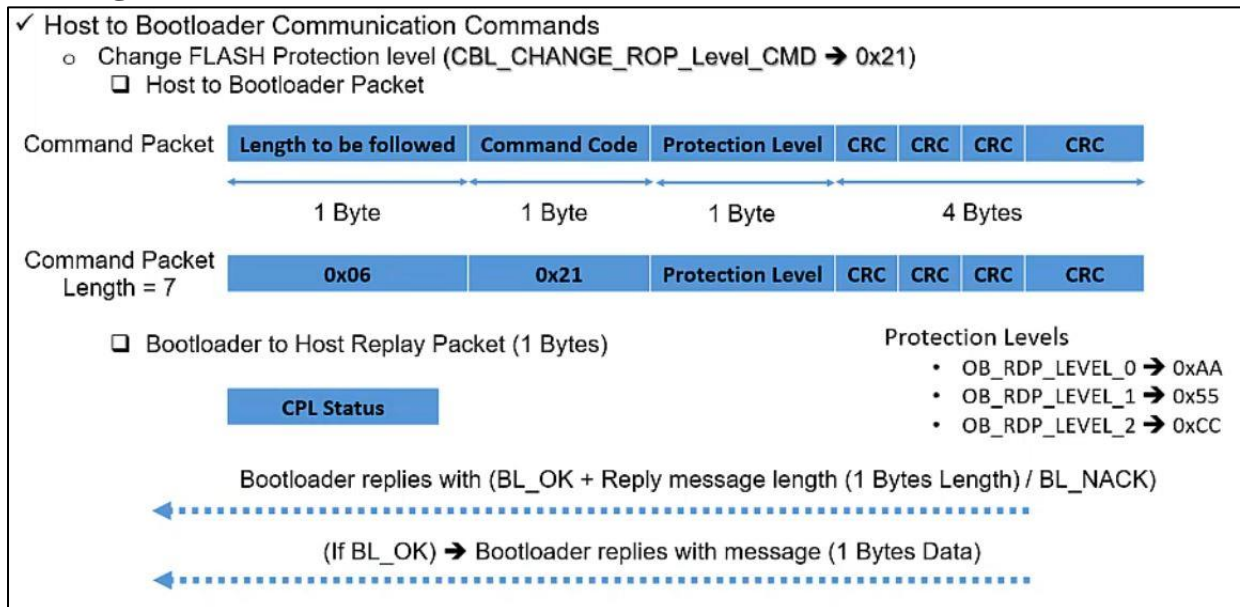 ✓ Host to Bootloader Communication Commands
o Change FLASH Protection level (CBL_CHANGE_ROP_Level_CMD ➔ 0x21)
❑ Host to Bootloader Packet
Command Packet Length to be followed Command Code Protection Level CRC CRC CRC CRC
1 Byte 1 Byte 1 Byte 4 Bytes
Command Packet
Length = 7 0x06 0x21 Protection Level CRC CRC CRC CRC
❑ Bootloader to Host Replay Packet (1 Bytes)
CPL Status
Protection Levels
• OB_RDP_LEVEL_0 ➔ 0xAA
• OB_RDP_LEVEL_1 ➔ 0x55
• OB_RDP_LEVEL_2 ➔ 0xCC
Bootloader replies with (BL_OK + Reply message length (1 Bytes Length) / BL_NACK)
(If BL_OK) ➔ Bootloader replies with message (1 Bytes Data)